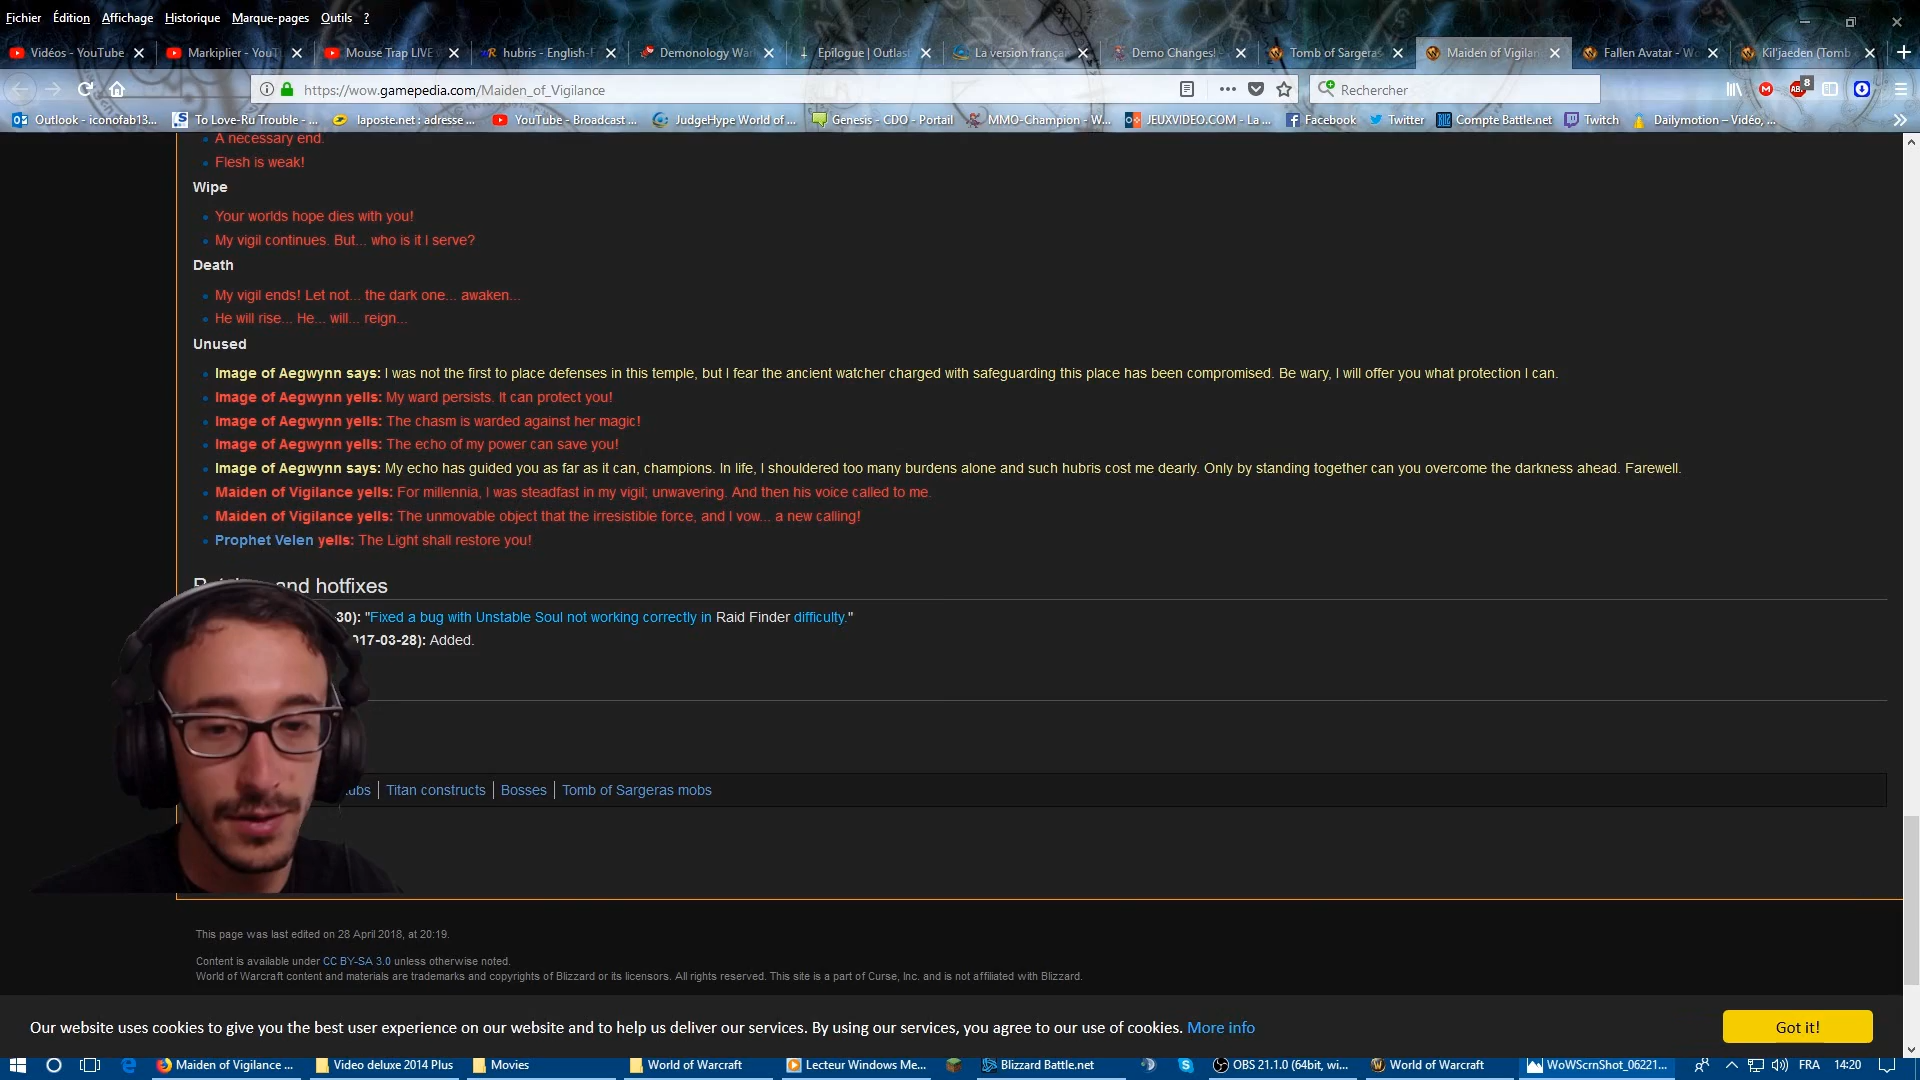 Fichier Édition Affichage Historique Marque-pages Outils ?
Vidéos - YouTube Markiplier - YouT Mouse Trap LIVE hubris - English-F Demonology War Epilogue | Outlast La version françai Demo Changes! - Tomb of Sargeras Maiden of Vigilan Fallen Avatar - Wo Kil'jaeden (Tomb
https://wow.gamepedia.com/Maiden_of_Vigilance Rechercher 8
Outlook - iconofab13... To Love-Ru Trouble - ... laposte.net : adresse ... YouTube - Broadcast ... JudgeHype World of ... Genesis - CDO - Portail MMO-Champion - W... JEUXVIDEO.COM - La ... Facebook Twitter Compte Battle.net Twitch Dailymotion – Vidéo, ...
A necessary end.
Flesh is weak!
Wipe
Your worlds hope dies with you!
My vigil continues. But... who is it I serve?
Death
My vigil ends! Let not... the dark one... awaken...
He will rise... He... will... reign...
Unused
Image of Aegwynn says: I was not the first to place defenses in this temple, but I fear the ancient watcher charged with safeguarding this place has been compromised. Be wary, I will offer you what protection I can.
Image of Aegwynn yells: My ward persists. It can protect you!
Image of Aegwynn yells: The chasm is warded against her magic!
Image of Aegwynn yells: The echo of my power can save you!
Image of Aegwynn says: My echo has guided you as far as it can, champions. In life, I shouldered too many burdens alone and such hubris cost me dearly. Only by standing together can you overcome the darkness ahead. Farewell.
Maiden of Vigilance yells: For millennia, I was steadfast in my vigil; unwavering. And then his voice called to me.
Maiden of Vigilance yells: The unmovable object that the irresistible force, and I vow... a new calling!
Prophet Velen yells: The Light shall restore you!
and hotfixes
-30): "Fixed a bug with Unstable Soul not working correctly in Raid Finder difficulty."
017-03-28): Added.
Titan constructs | Bosses | Tomb of Sargeras mobs
This page was last edited on 28 April 2018, at 20:19.
Content is available under CC BY-SA 3.0 unless otherwise noted.
World of Warcraft content and materials are trademarks and copyrights of Blizzard or its licensors. All rights reserved. This site is a part of Curse, Inc. and is not affiliated with Blizzard.
Our website uses cookies to give you the best user experience on our website and to help us deliver our services. By using our services, you agree to our use of cookies. More info Got it!
Maiden of Vigilance ... Video deluxe 2014 Plus Movies World of Warcraft Lecteur Windows Me... Blizzard Battle.net OBS 21.1.0 (64bit, wi... World of Warcraft WoWScrnShot_06221... FRA 14:20